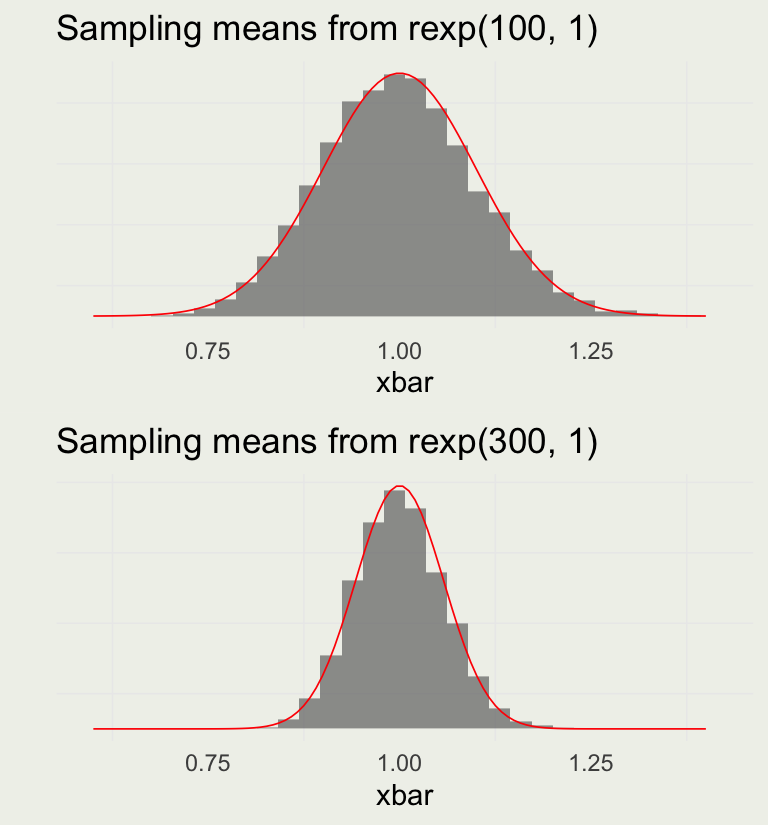 Sampling means from rexp(100, 1)
0.75 1.00 1.25
xbar
Sampling means from rexp(300, 1)
0.75 1.00 1.25
xbar